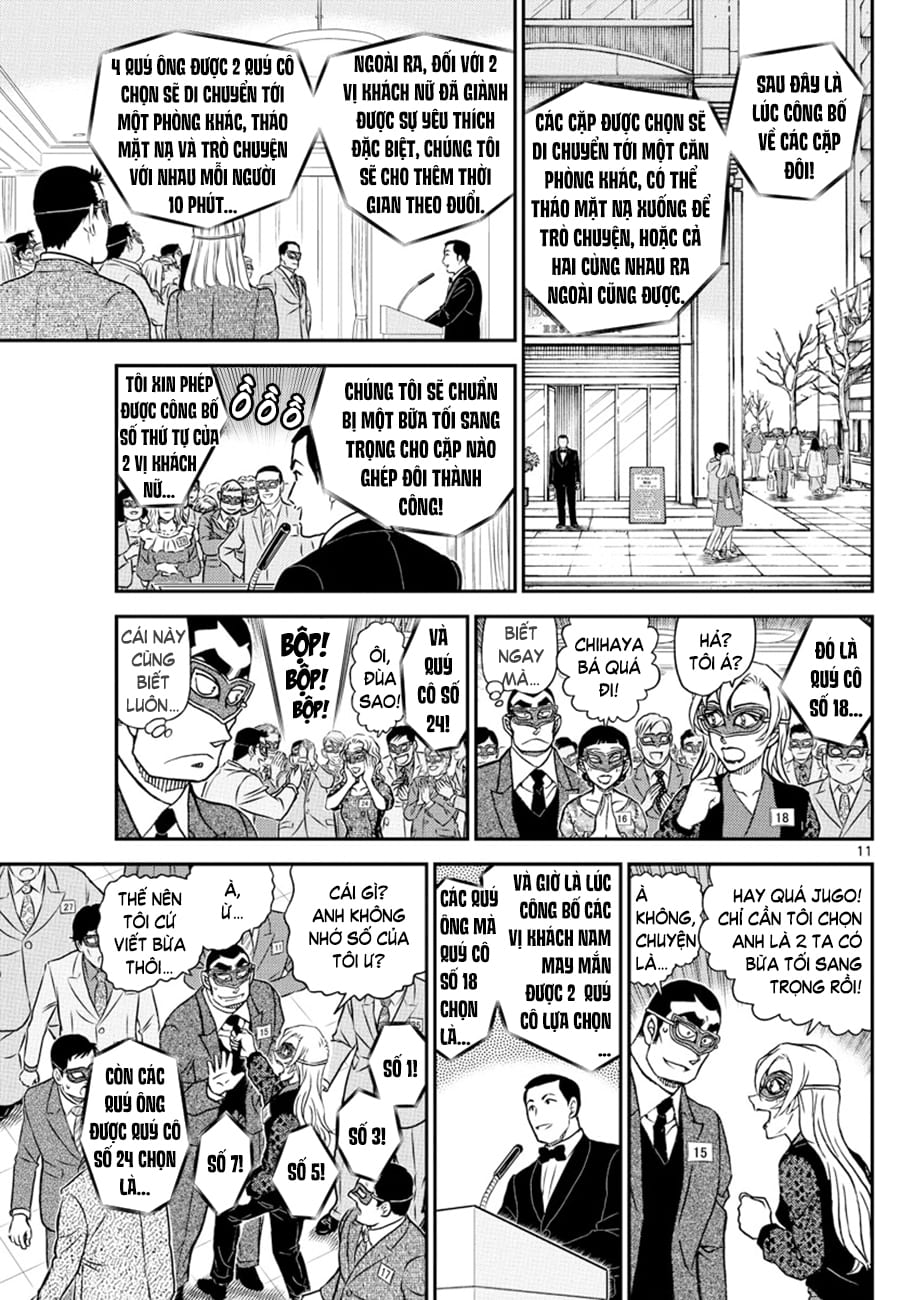 SAU ĐÂY LÀ
LÚC CÔNG BỐ
VỀ CÁC CẶP
ĐÔI!
CÁC CẶP ĐƯỢC CHỌN SẼ
DI CHUYỂN TỚI MỘT CĂN
PHÒNG KHÁC, CÓ THỂ
THÁO MẶT NẠ XUỐNG ĐỂ
TRÒ CHUYỆN, HOẶC CẢ
HAI CÙNG NHAU RA
NGOÀI CŨNG ĐƯỢC.
NGOÀI RA, ĐỐI VỚI 2
VỊ KHÁCH NỮ ĐÃ GIÀNH
ĐƯỢC SỰ YÊU THÍCH
ĐẶC BIỆT, CHÚNG TÔI
SẼ CHO THÊM THỜI
GIAN THEO ĐUỔI.
4 QUÝ ÔNG ĐƯỢC 2 QUÝ CÔ
CHỌN SẼ DI CHUYỂN TỚI
MỘT PHÒNG KHÁC, THÁO
MẶT NẠ VÀ TRÒ CHUYỆN
VỚI NHAU MỖI NGƯỜI
10 PHÚT...
CHÚNG TÔI SẼ CHUẨN
BỊ MỘT BỮA TỐI SANG
TRỌNG CHO CẶP NÀO
GHÉP ĐÔI THÀNH
CÔNG!
Ồ Ồ Ồ
TÔI XIN PHÉP
ĐƯỢC CÔNG BỐ
SỐ THỨ TỰ CỦA
2 VỊ KHÁCH
NỮ...
ĐÓ LÀ
QUÝ CÔ
SỐ 18...
HẢ?
TÔI Á?
CHIHAYA
BÁ QUÁ
ĐI!
BIẾT
NGAY
MÀ...
16
18
VÀ
QUÝ
CÔ SỐ
24!
ÔI,
ĐÙA
SAO!
BỘP!
BỘP!
BỘP!
CÁI NÀY
CŨNG
BIẾT
LUÔN...
24
11
HAY QUÁ JUGO!
CHỈ CẦN TÔI CHỌN
ANH LÀ 2 TA CÓ
BỮA TỐI SANG
TRỌNG RỒI!
À
KHÔNG,
CHUYỆN
LÀ...
15
VÀ GIỜ LÀ LÚC
CÔNG BỐ CÁC
VỊ KHÁCH NAM
MAY MẮN
ĐƯỢC 2 QUÝ
CÔ LỰA CHỌN
...
CÁC QUÝ
ÔNG MÀ
QUÝ CÔ
SỐ 18
CHỌN
LÀ...
CÁI GÌ?
ANH KHÔNG
NHỚ SỐ CỦA
TÔI Ư?
À,
Ừ...
THẾ NÊN
TÔI CỨ
VIẾT BỪA
THÔI...
27
11
15
17
SỐ 1!
SỐ 3!
SỐ 5!
SỐ 7!
CÒN CÁC
QUÝ ÔNG
ĐƯỢC QUÝ CÔ
SỐ 24 CHỌN
LÀ...